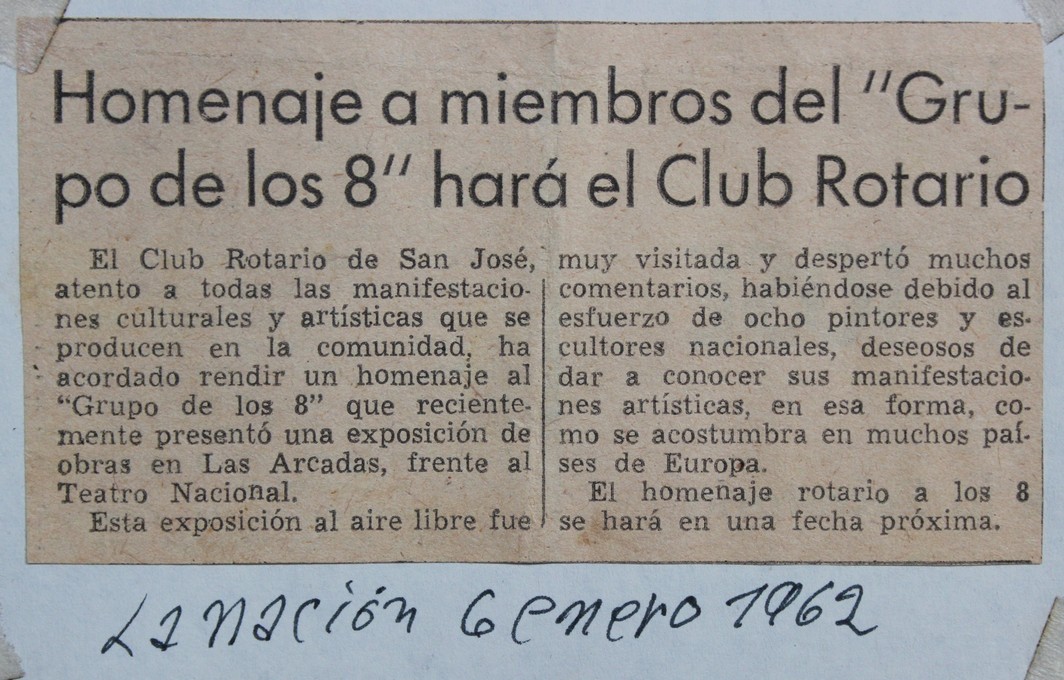 Homenaje a miembros del "Gru-
po de los 8" hará el Club Rotario
El Club Rotario de San José,
atento a todas las manifestacio-
nes culturales y artísticas que se
producen en la comunidad, ha
acordado rendir un homenaje al
"Grupo de los 8" que reciente-
mente presentó una exposición de
obras en Las Arcadas, frente al
Teatro Nacional.
Esta exposición al aire libre fue
muy visitada y despertó muchos
comentarios, habiéndose debido al
esfuerzo de ocho pintores y es-
cultores nacionales, deseosos de
dar a conocer sus manifestacio-
nes artísticas, en esa forma, co-
mo se acostumbra en muchos paí-
ses de Europa.
El homenaje rotario a los 8
se hará en una fecha próxima.
La Nación 6 enero 1962